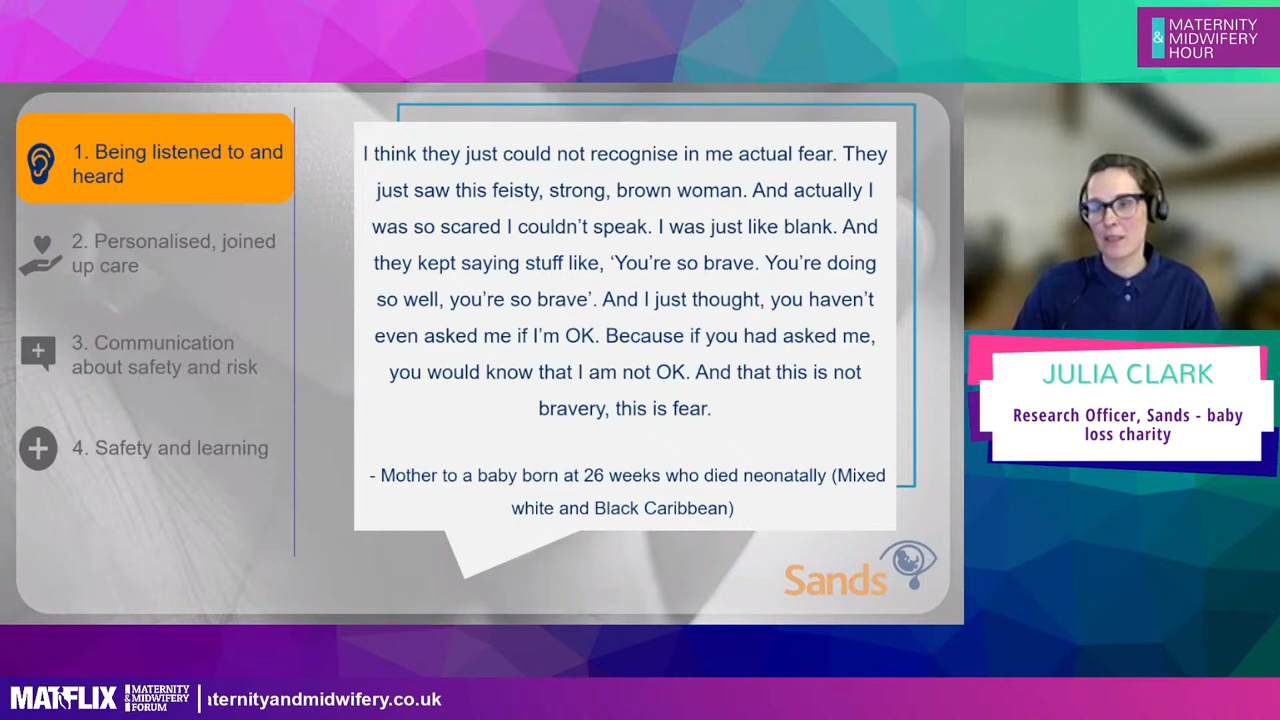 &
MATERNITY
MIDWIFERY
HOUR
1. Being listened to and
heard
2. Personalised, joined
up care
3. Communication
about safety and risk
4. Safety and learning
I think they just could not recognise in me actual fear. They
just saw this feisty, strong, brown woman. And actually I
was so scared I couldn't speak. I was just like blank. And
they kept saying stuff like, ‘You're so brave. You're doing
so well, you're so brave’. And I just thought, you haven't
even asked me if I'm OK. Because if you had asked me,
you would know that I am not OK. And that this is not
bravery, this is fear.
- Mother to a baby born at 26 weeks who died neonatally (Mixed
white and Black Caribbean)
Sands
JULIA CLARK
Research Officer, Sands - baby
loss charity
MATFLIX
MATERNITY
& MIDWIFERY
FORUM
ternityandmidwifery.co.uk